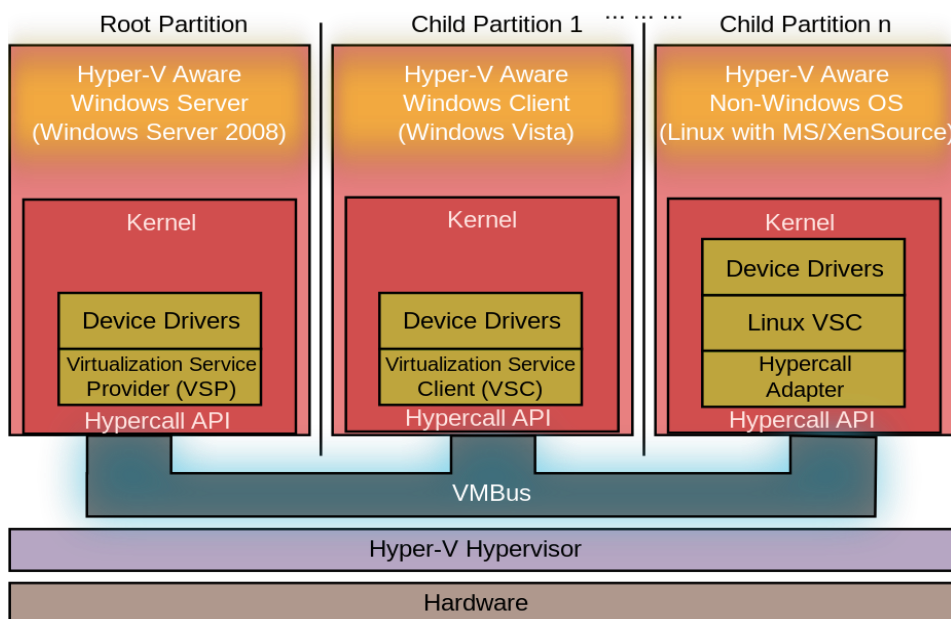 Root Partition
Child Partition 1
... ... ...
Child Partition n
Hyper-V Aware
Windows Server
(Windows Server 2008)
Hyper-V Aware
Windows Client
(Windows Vista)
Hyper-V Aware
Non-Windows OS
(Linux with MS/XenSource)
Kernel
Device Drivers
Virtualization Service
Provider (VSP)
Hypercall API
Kernel
Device Drivers
Virtualization Service
Client (VSC)
Hypercall API
Kernel
Device Drivers
Linux VSC
Hypercall
Adapter
Hypercall API
VMBus
Hyper-V Hypervisor
Hardware